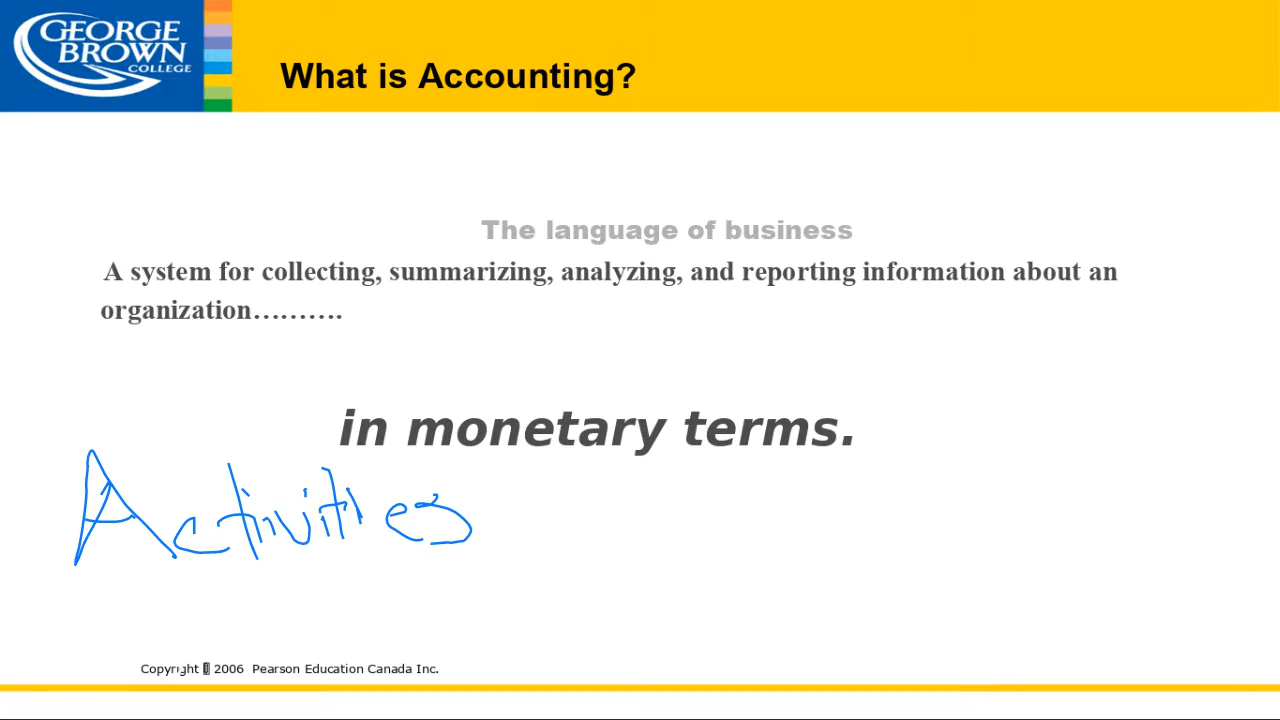 GEORGE
BROWN
COLLEGE
What is Accounting?
The language of business
A system for collecting, summarizing, analyzing, and reporting information about an
organization……….
in monetary terms.
Activities
Copyright 2006 Pearson Education Canada Inc.